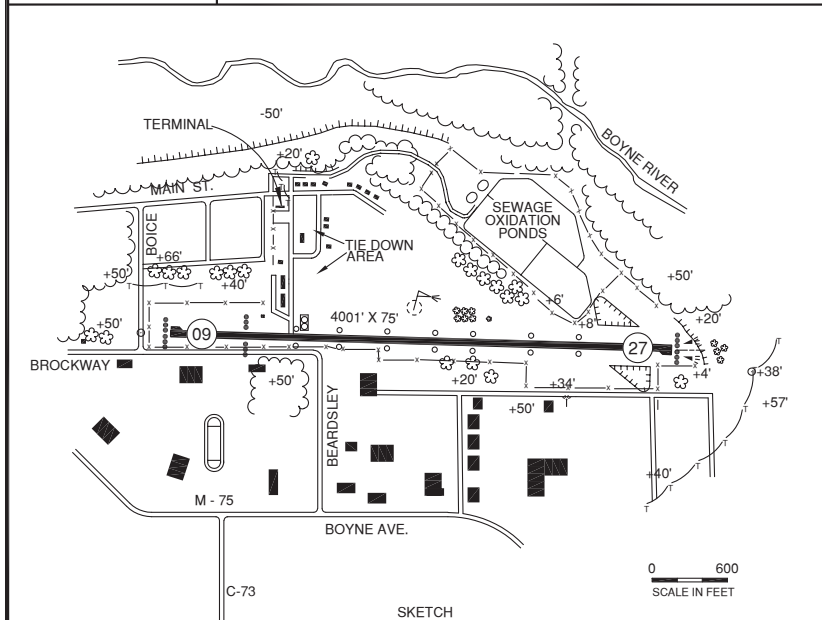 -50'
TERMINAL
+20'
BOYNE RIVER
MAIN ST.
SEWAGE
OXIDATION
PONDS
BOICE
TIE DOWN
AREA
+66'
+50'
+40'
+50'
+6'
4001' X 75'
+8'
+20'
+50'
09
27
BROCKWAY
+50'
+20'
+34'
+4'
+38'
+57'
+50'
BEARDSLEY
+40'
M - 75
BOYNE AVE.
C-73
0 600
SCALE IN FEET
SKETCH
T
T
T
T
T
T
T
T
T